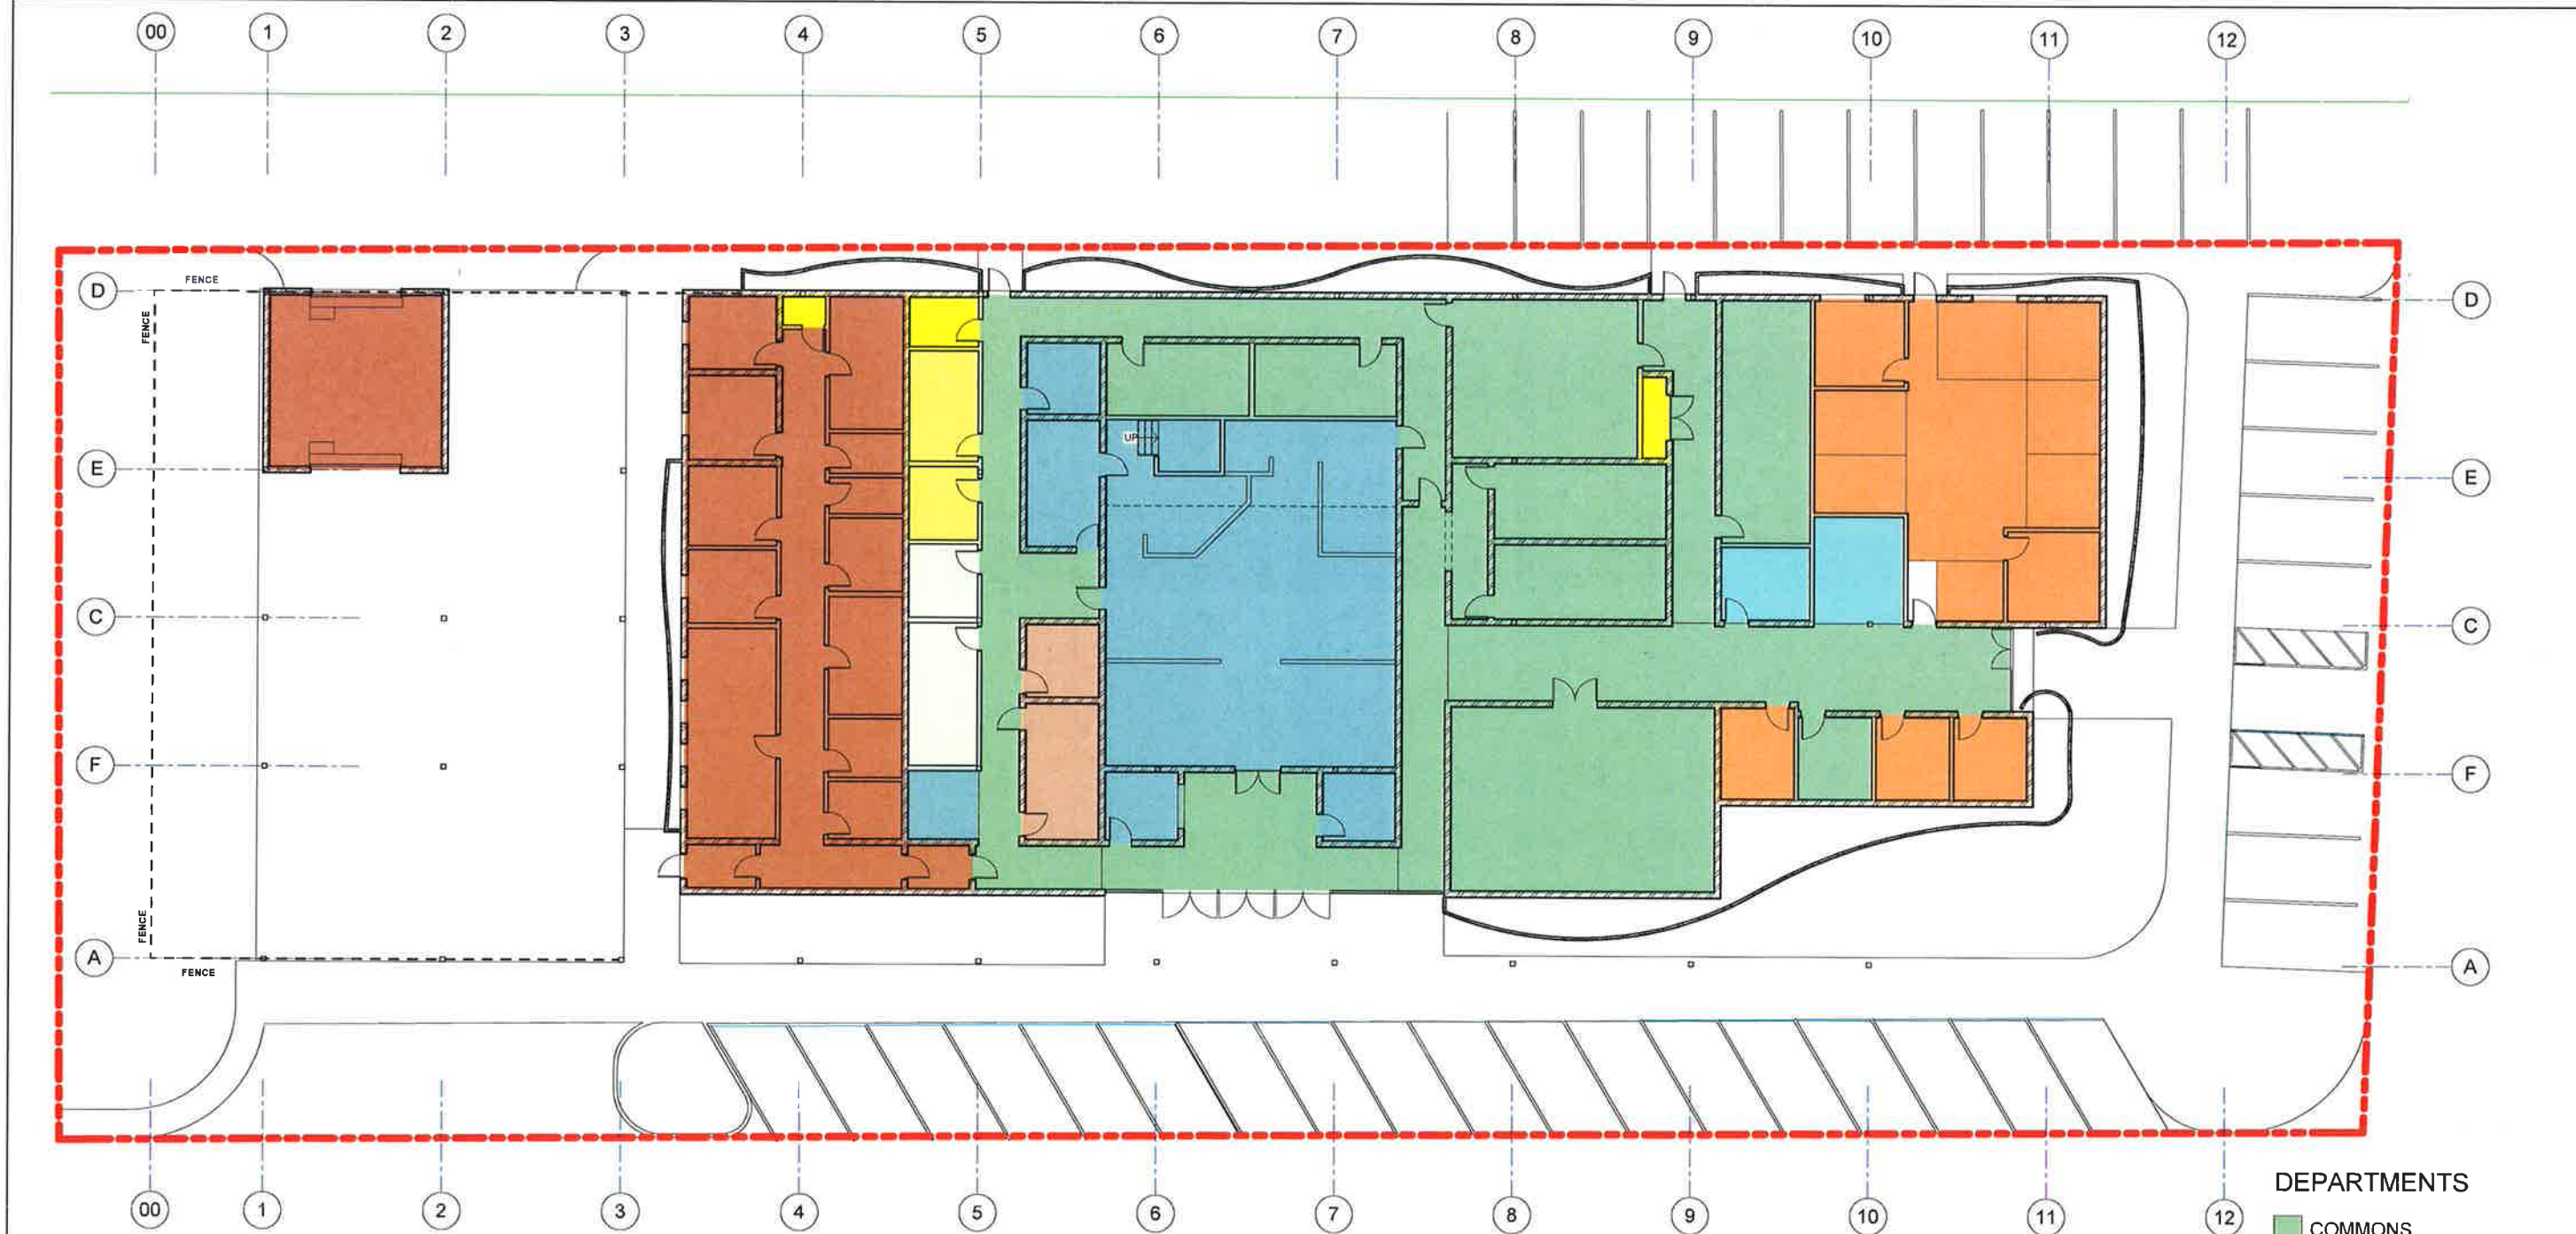 00 1 2 3 4 5 6 7 8 9 10 11 12
D FENCE D
FENCE
UP
E E
C C
F F
FENCE
A A
FENCE
00 1 2 3 4 5 6 7 8 9 10 11 12
DEPARTMENTS
COMMONS